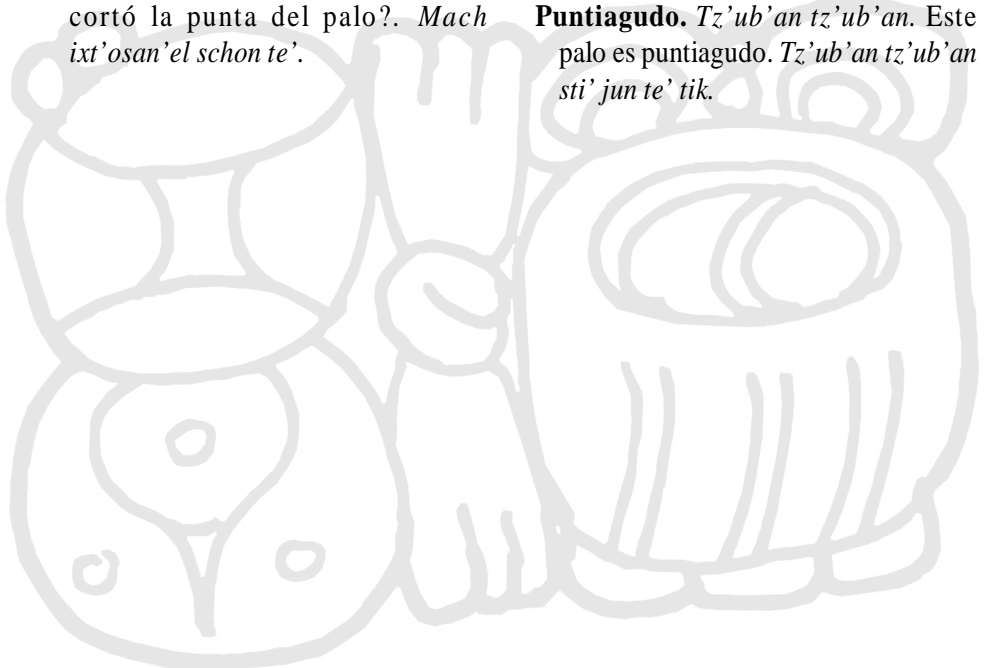 cortó la punta del palo?. Mach
ixt'osan'el schon te'.
Puntiagudo. Tz'ub'an tz'ub'an. Este
palo es puntiagudo. Tz'ub'an tz'ub'an
sti' jun te' tik.